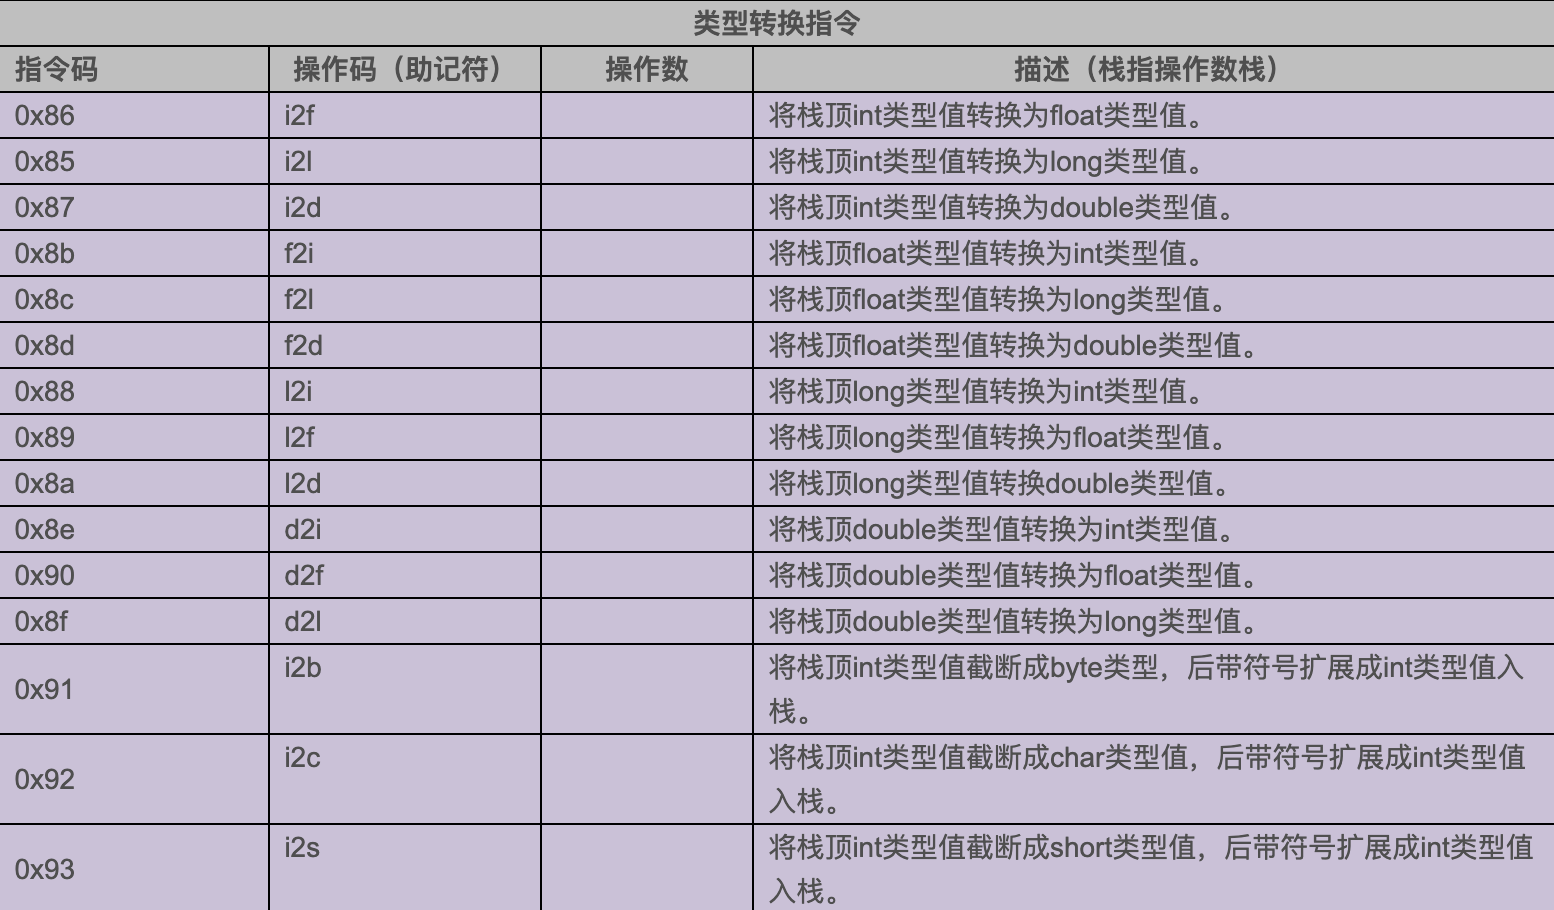 类型转换指令
指令码 操作码（助记符） 操作数 描述（栈指操作数栈）
0x86 i2f 将栈顶int类型值转换为float类型值。
0x85 i2l 将栈顶int类型值转换为long类型值。
0x87 i2d 将栈顶int类型值转换为double类型值。
0x8b f2i 将栈顶float类型值转换为int类型值。
0x8c f2l 将栈顶float类型值转换为long类型值。
0x8d f2d 将栈顶float类型值转换为double类型值。
0x88 l2i 将栈顶long类型值转换为int类型值。
0x89 l2f 将栈顶long类型值转换为float类型值。
0x8a l2d 将栈顶long类型值转换double类型值。
0x8e d2i 将栈顶double类型值转换为int类型值。
0x90 d2f 将栈顶double类型值转换为float类型值。
0x8f d2l 将栈顶double类型值转换为long类型值。
0x91 i2b 将栈顶int类型值截断成byte类型，后带符号扩展成int类型值入
栈。
0x92 i2c 将栈顶int类型值截断成char类型值，后带符号扩展成int类型值
入栈。
0x93 i2s 将栈顶int类型值截断成short类型值，后带符号扩展成int类型值
入栈。